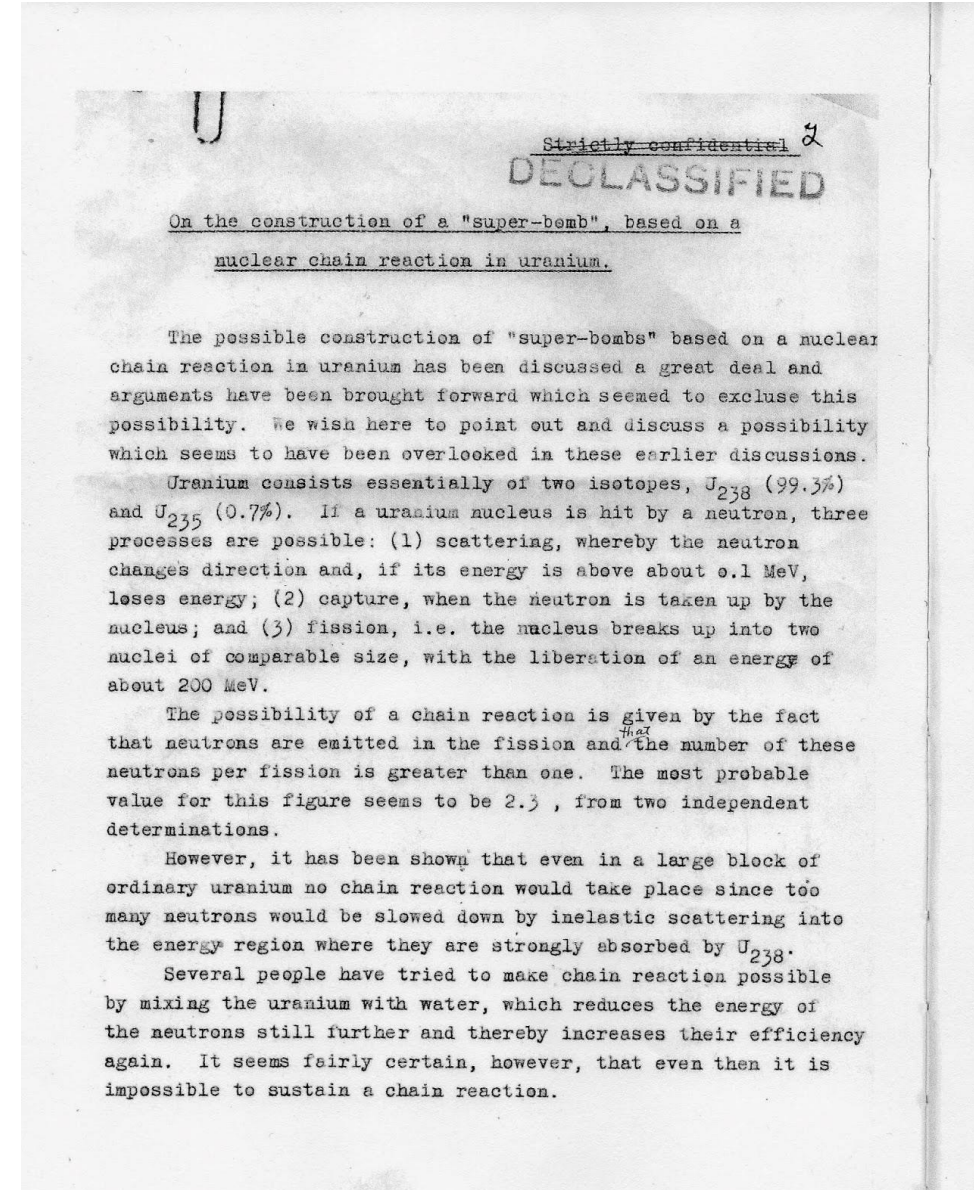 Strictly confidential 2
DECLASSIFIED
On the construction of a "super-bomb", based on a
nuclear chain reaction in uranium.
The possible construction of "super-bombs" based on a nuclear
chain reaction in uranium has been discussed a great deal and
arguments have been brought forward which seemed to excluse this
possibility. We wish here to point out and discuss a possibility
which seems to have been overlooked in these earlier discussions.
Uranium consists essentially of two isotopes, U238 (99.3%)
and U235 (0.7%). If a uranium nucleus is hit by a neutron, three
processes are possible: (1) scattering, whereby the neutron
changes direction and, if its energy is above about o.1 MeV,
loses energy; (2) capture, when the neutron is taken up by the
nucleus; and (3) fission, i.e. the nucleus breaks up into two
nuclei of comparable size, with the liberation of an energy of
about 200 MeV.
The possibility of a chain reaction is given by the fact
that neutrons are emitted in the fission and that the number of these
neutrons per fission is greater than one. The most probable
value for this figure seems to be 2.3 , from two independent
determinations.
However, it has been shown that even in a large block of
ordinary uranium no chain reaction would take place since too
many neutrons would be slowed down by inelastic scattering into
the energy region where they are strongly absorbed by U238.
Several people have tried to make chain reaction possible
by mixing the uranium with water, which reduces the energy of
the neutrons still further and thereby increases their efficiency
again. It seems fairly certain, however, that even then it is
impossible to sustain a chain reaction.